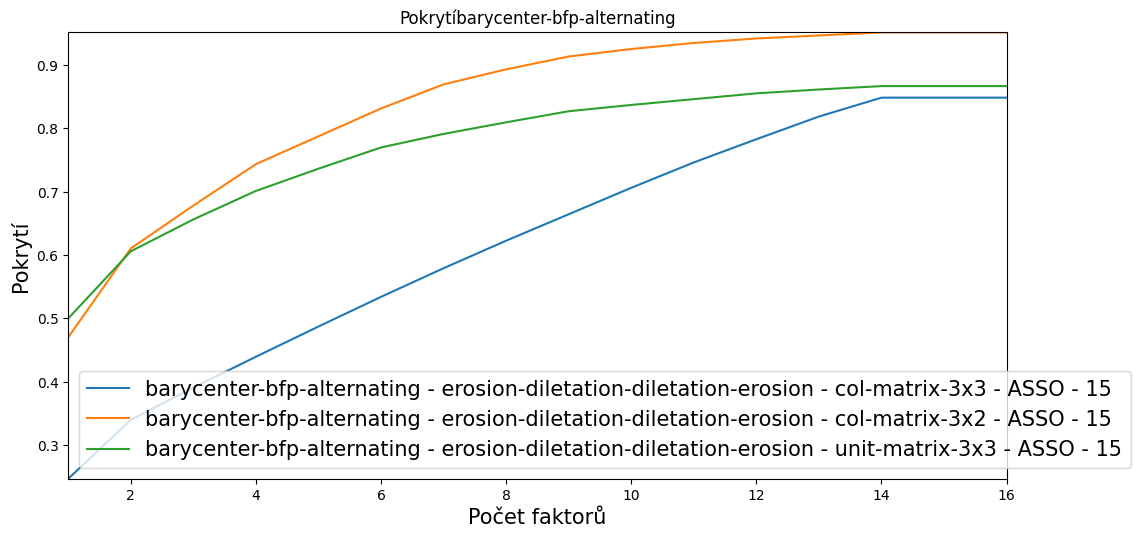 Pokrytíbarycenter-bfp-alternating
Pokrytí
0.9
0.8
0.7
0.6
0.5
0.4
0.3
barycenter-bfp-alternating - erosion-diletation-diletation-erosion - col-matrix-3x3 - ASSO - 15
barycenter-bfp-alternating - erosion-diletation-diletation-erosion - col-matrix-3x2 - ASSO - 15
barycenter-bfp-alternating - erosion-diletation-diletation-erosion - unit-matrix-3x3 - ASSO - 15
2 4 6 8 10 12 14 16
Počet faktorů